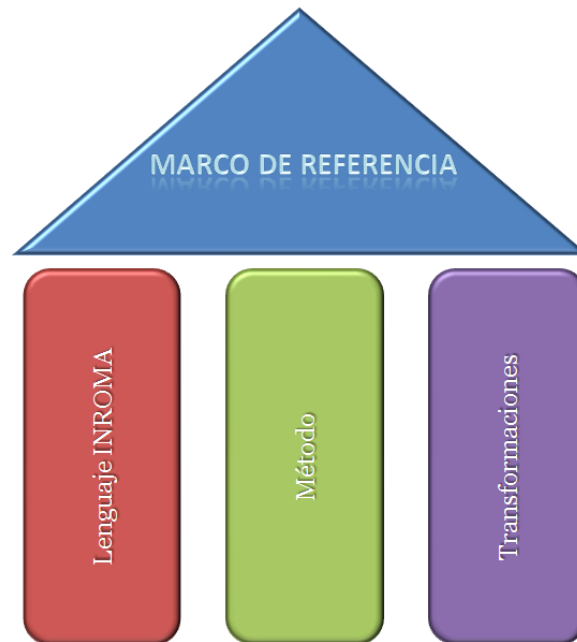 MARCO DE REFERENCIA
Lenguaje INROMA
Método
Transformaciones